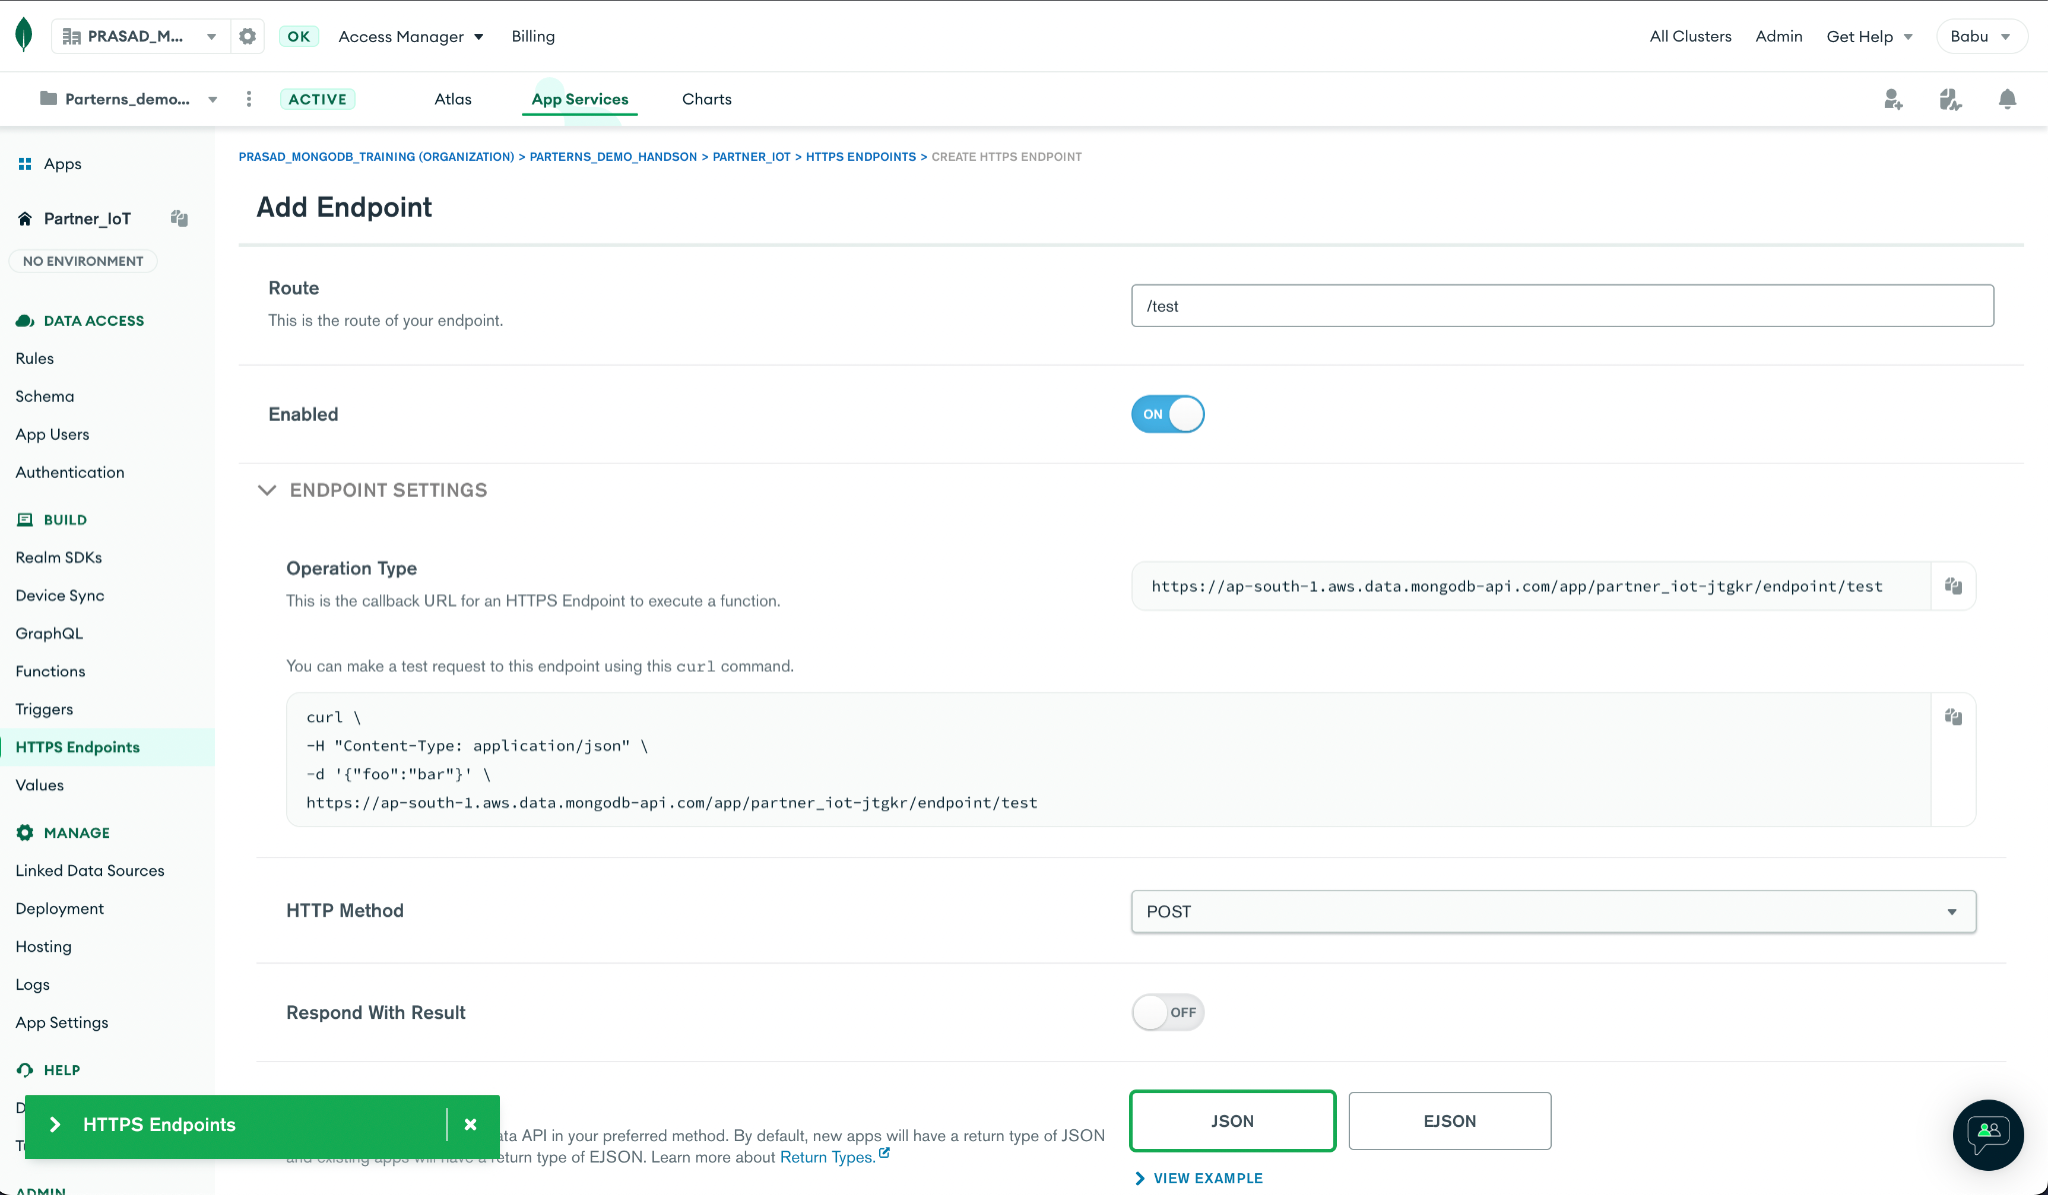 PRASAD_M...
OK
Access Manager
Billing
All Clusters
Admin
Get Help
Babu
Parterns_demo...
ACTIVE
Atlas
App Services
Charts
Apps
Partner_IoT
NO ENVIRONMENT
DATA ACCESS
Rules
Schema
App Users
Authentication
BUILD
Realm SDKs
Device Sync
GraphQL
Functions
Triggers
HTTPS Endpoints
Values
MANAGE
Linked Data Sources
Deployment
Hosting
Logs
App Settings
HELP
ADMIN
PRASAD_MONGODB_TRAINING (ORGANIZATION) > PARTERNS_DEMO_HANDSON > PARTNER_IOT > HTTPS ENDPOINTS > CREATE HTTPS ENDPOINT
Add Endpoint
Route
This is the route of your endpoint.
/test
Enabled
ON
ENDPOINT SETTINGS
Operation Type
This is the callback URL for an HTTPS Endpoint to execute a function.
https://ap-south-1.aws.data.mongodb-api.com/app/partner_iot-jtgkr/endpoint/test
You can make a test request to this endpoint using this curl command.
curl \
-H "Content-Type: application/json" \
-d '{"foo":"bar"}' \
https://ap-south-1.aws.data.mongodb-api.com/app/partner_iot-jtgkr/endpoint/test
HTTP Method
POST
Respond With Result
OFF
HTTPS Endpoints
API in your preferred method. By default, new apps will have a return type of JSON
and existing apps will have a return type of EJSON. Learn more about Return Types.
JSON
EJSON
VIEW EXAMPLE